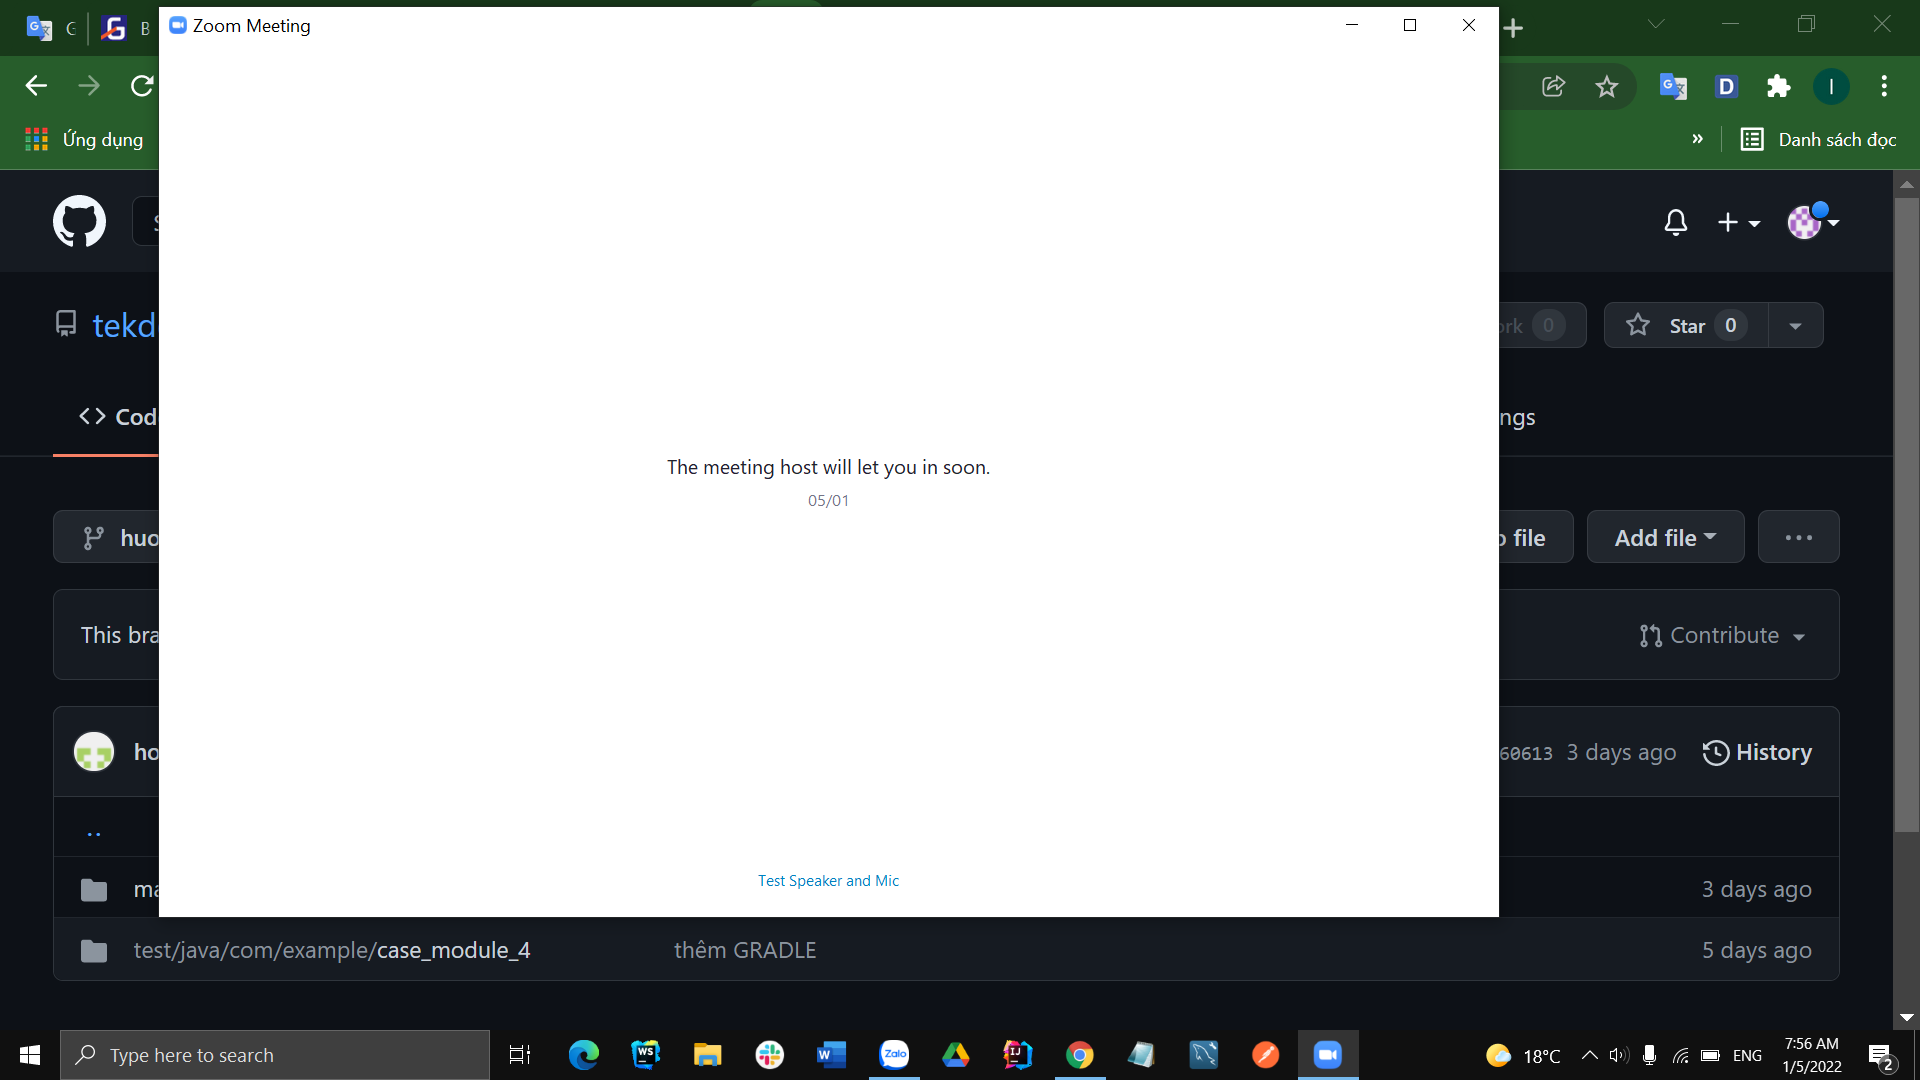 Zoom Meeting
Ứng dụng
»
Danh sách đọc
tekd
0
Star 0
Cod
ngs
huo
file
Add file
This bra
Contribute
ho
60613 3 days ago
History
..
ma
3 days ago
test/java/com/example/case_module_4
thêm GRADLE
5 days ago
The meeting host will let you in soon.
05/01
Test Speaker and Mic
Type here to search
WS
W
Zalo
IJ
18°C
ENG
7:56 AM
1/5/2022
2